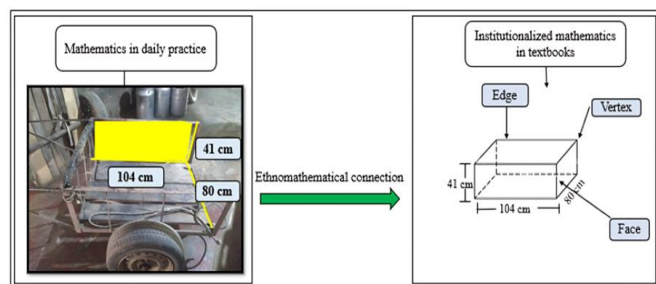 Mathematics in daily practice
41 cm
104 cm
80 cm
Ethnomathematical connection
Institutionalized mathematics
in textbooks
Edge
Vertex
41 cm
80 cm
104 cm
Face